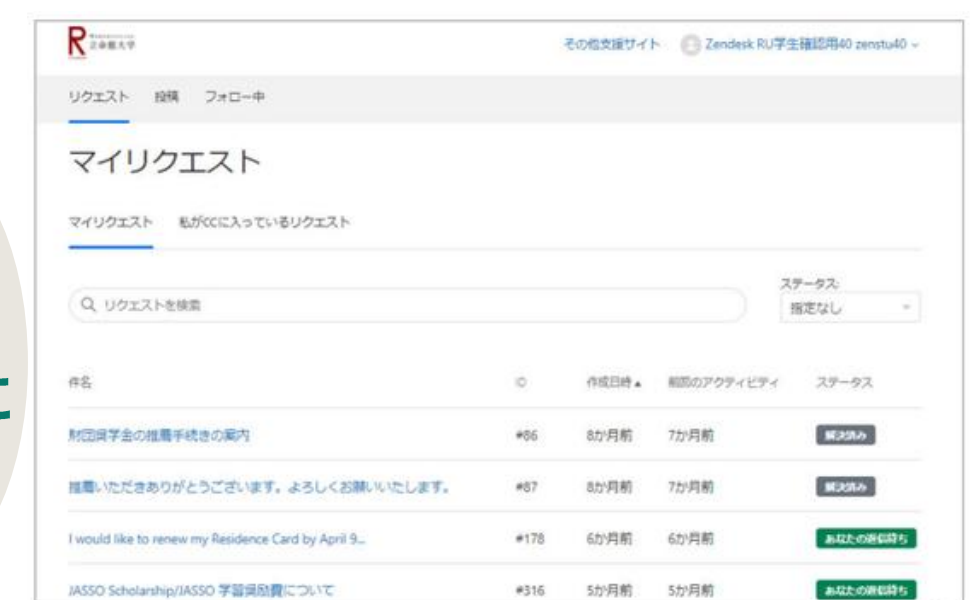 R 立命館大学
その他支援サイト Zendesk RU学生確認用40 zenstu40
リクエスト 投稿 フォロー中
マイリクエスト
マイリクエスト 私がCCに入っているリクエスト
ステータス:
リクエストを検索 指定なし
件名 ID 作成日時▲ 前回のアクティビティ ステータス
財団奨学金の推薦手続きの案内 #86 8か月前 7か月前 解決済み
推薦いただきありがとうございます。よろしくお願いいたします。 #87 8か月前 7か月前 解決済み
I would like to renew my Residence Card by April 9... #178 6か月前 6か月前 あなたの返信待ち
JASSO Scholarship/JASSO 学習奨励費について #316 5か月前 5か月前 あなたの返信待ち